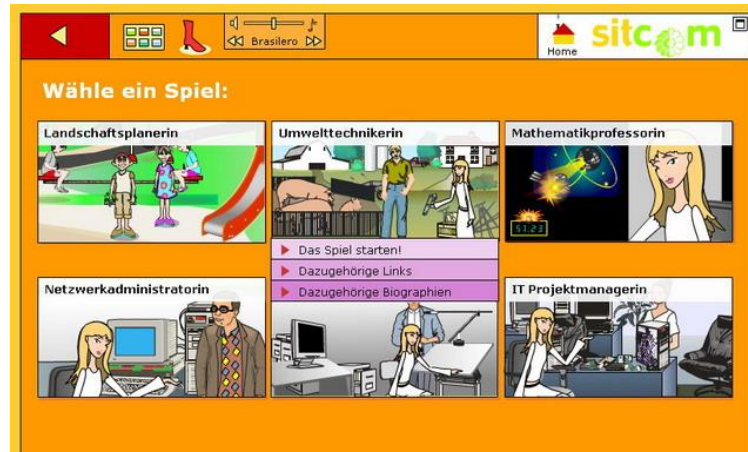 Brasilero
Home
sitcom
Wähle ein Spiel:
Landschaftsplanerin
Umwelttechnikerin
Mathematikprofessorin
51.23
Das Spiel starten!
Dazugehörige Links
Dazugehörige Biographien
Netzwerkadministratorin
IT Projektmanagerin